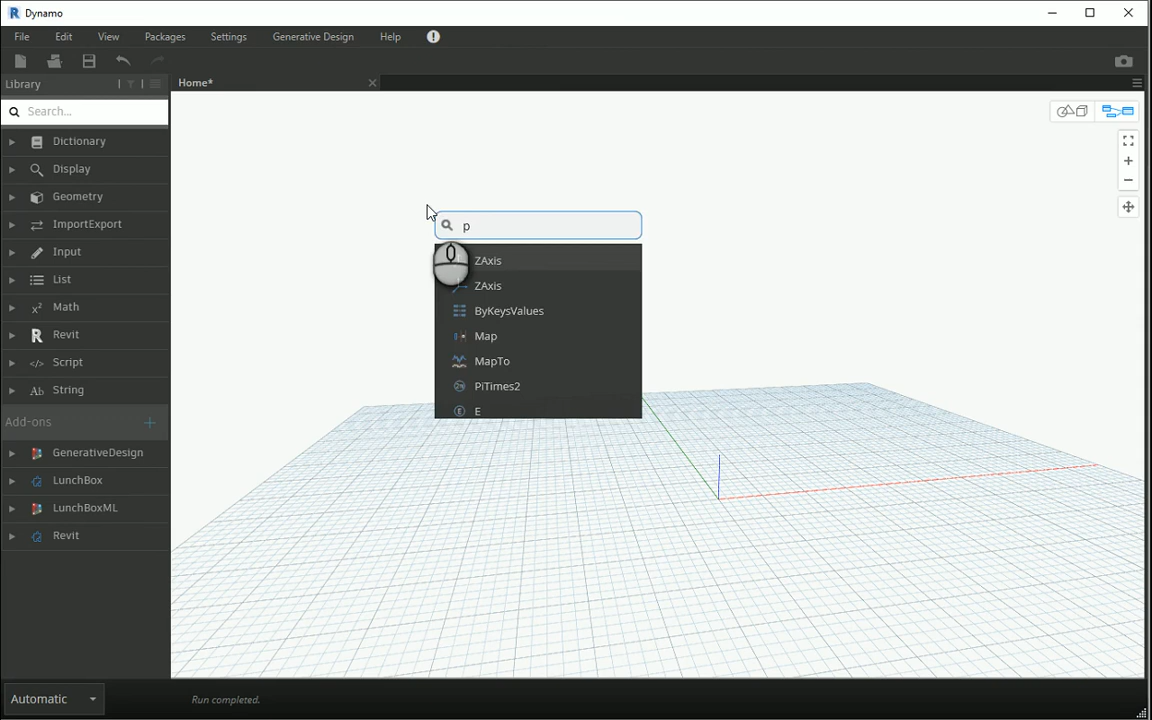 Dynamo
File Edit View Packages Settings Generative Design Help
Library
Home*
Search...
Dictionary
Display
Geometry
ImportExport
Input
List
Math
Revit
Script
String
Add-ons
GenerativeDesign
LunchBox
LunchBoxML
Revit
p
ZAxis
ZAxis
ByKeysValues
Map
MapTo
PiTimes2
E
Automatic
Run completed.